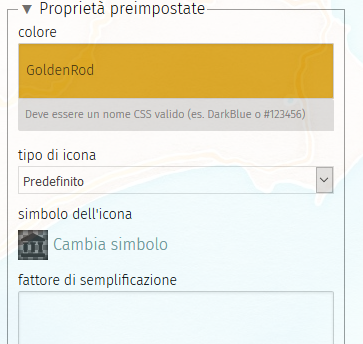 ▼ Proprietà preimpostate
colore
GoldenRod
Deve essere un nome CSS valido (es. DarkBlue o #123456)
tipo di icona
Predefinito
simbolo dell'icona
Cambia simbolo
fattore di semplificazione